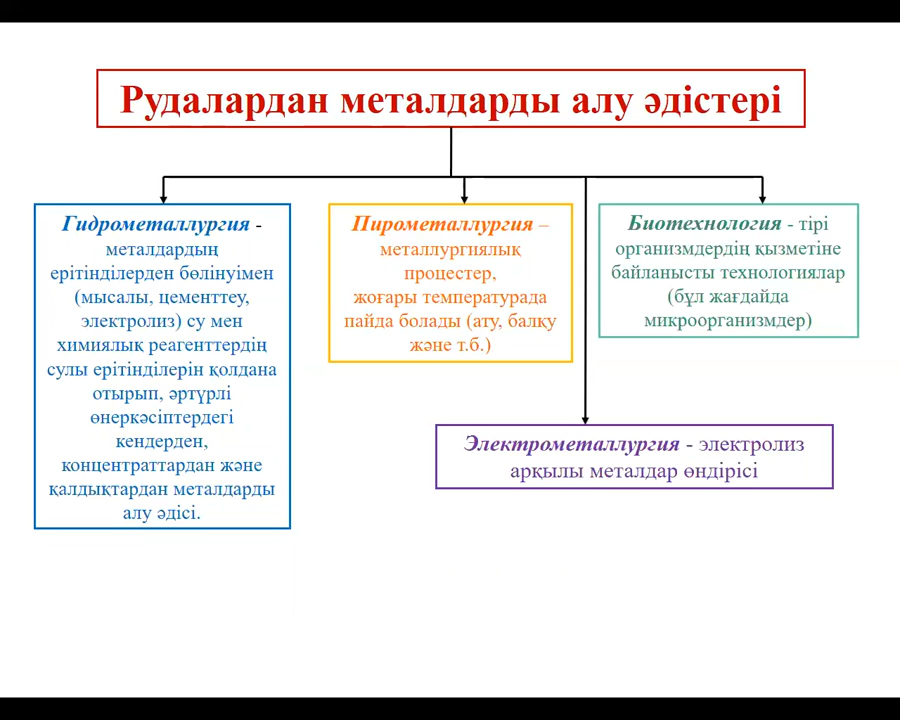 Рудалардан металдарды алу әдістері
Гидрометаллургия -
металдардың
ерітінділерден бөлінуімен
(мысалы, цементтеу,
электролиз) су мен
химиялық реагенттердің
сулы ерітінділерін қолдана
отырып, әртүрлі
өнеркәсіптердегі
кендерден,
концентраттардан және
қалдықтардан металдарды
алу әдісі.
Пирометаллургия –
металлургиялық
процестер,
жоғары температурада
пайда болады (ату, балқу
және т.б.)
Биотехнология - тірі
организмдердің қызметіне
байланысты технологиялар
(бұл жағдайда
микроорганизмдер)
Электрометаллургия - электролиз
арқылы металдар өндірісі